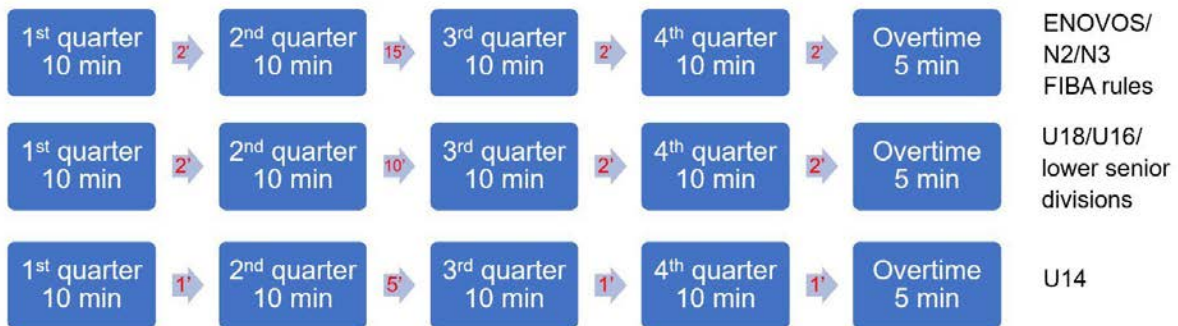 1st quarter
10 min
2'
2nd quarter
10 min
15'
3rd quarter
10 min
2'
4th quarter
10 min
2'
Overtime
5 min
ENOVOS/
N2/N3
FIBA rules
1st quarter
10 min
2'
2nd quarter
10 min
10'
3rd quarter
10 min
2'
4th quarter
10 min
2'
Overtime
5 min
U18/U16/
lower senior
divisions
1st quarter
10 min
1'
2nd quarter
10 min
5'
3rd quarter
10 min
1'
4th quarter
10 min
1'
Overtime
5 min
U14